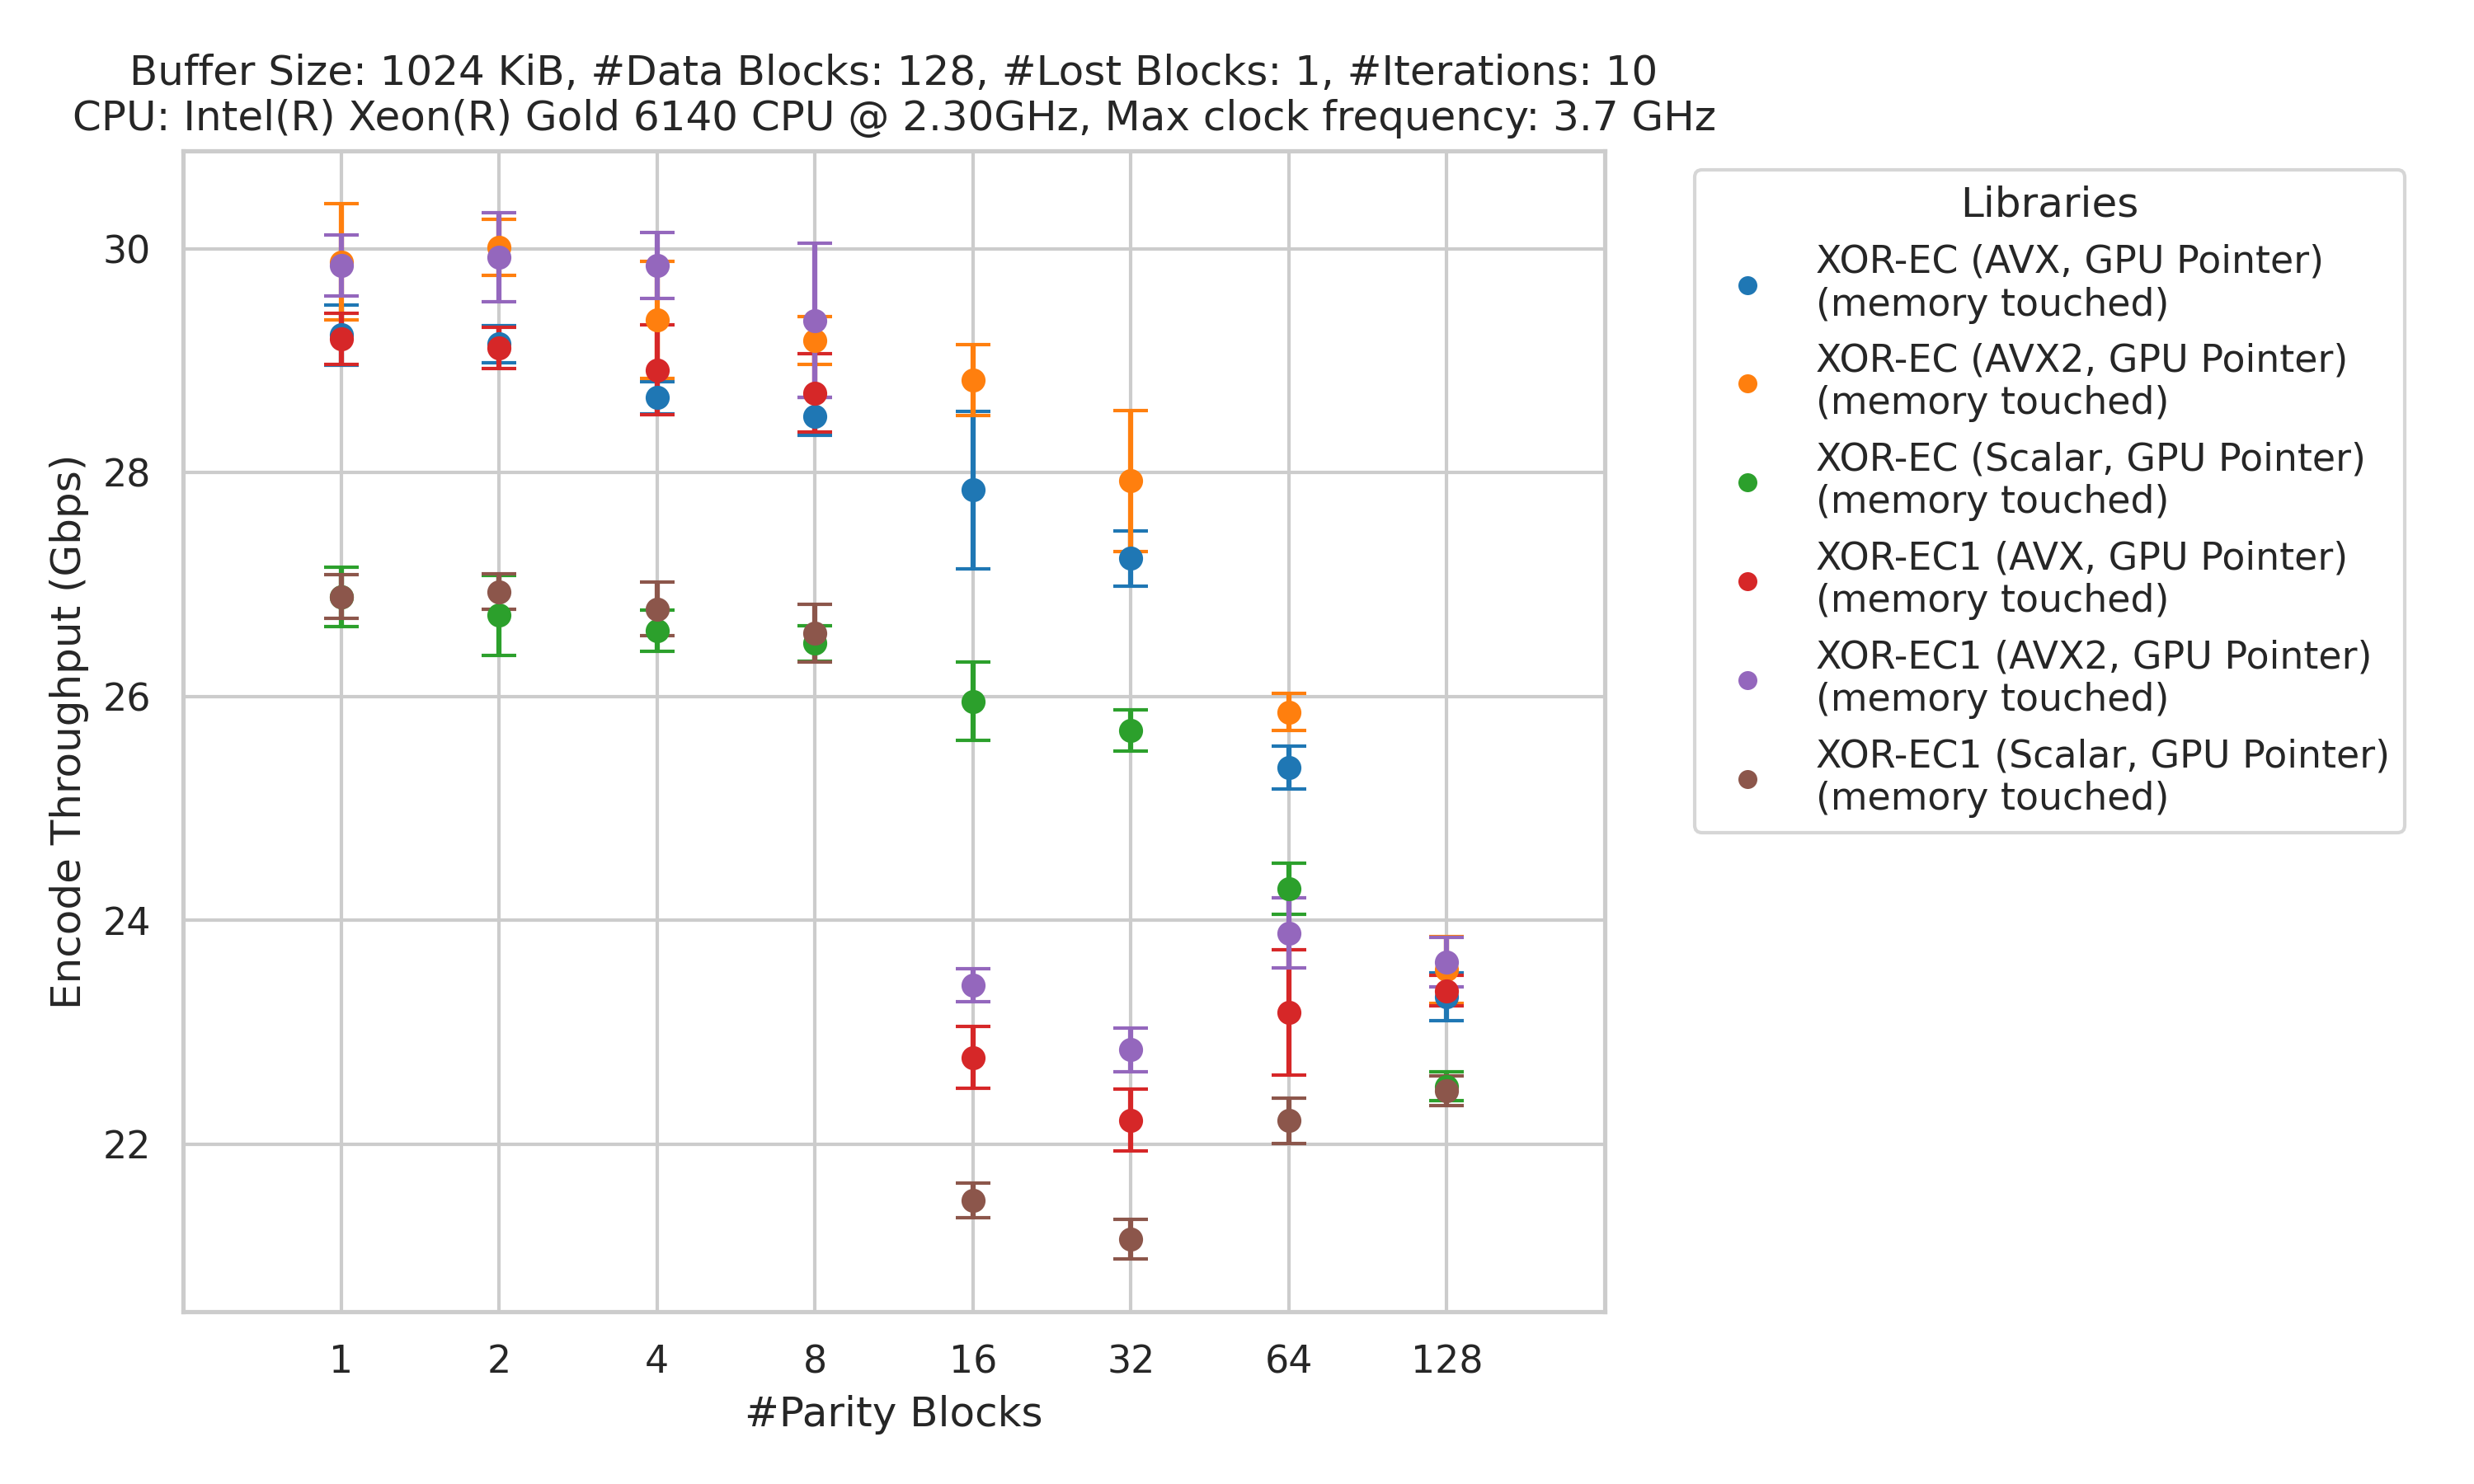 Buffer Size: 1024 KiB, #Data Blocks: 128, #Lost Blocks: 1, #Iterations: 10
CPU: Intel(R) Xeon(R) Gold 6140 CPU @ 2.30GHz, Max clock frequency: 3.7 GHz
Encode Throughput (Gbps)
30
28
26
24
22
1 2 4 8 16 32 64 128
#Parity Blocks
Libraries
XOR-EC (AVX, GPU Pointer)
(memory touched)
XOR-EC (AVX2, GPU Pointer)
(memory touched)
XOR-EC (Scalar, GPU Pointer)
(memory touched)
XOR-EC1 (AVX, GPU Pointer)
(memory touched)
XOR-EC1 (AVX2, GPU Pointer)
(memory touched)
XOR-EC1 (Scalar, GPU Pointer)
(memory touched)